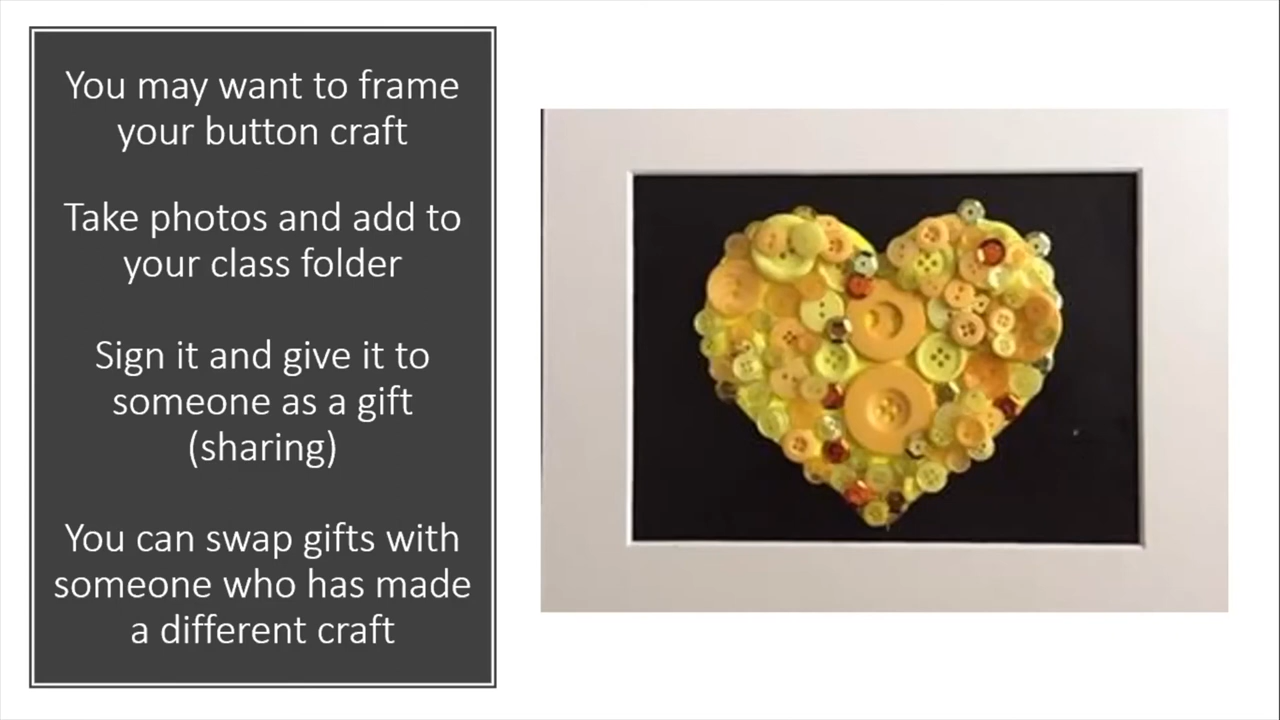 You may want to frame
your button craft
Take photos and add to
your class folder
Sign it and give it to
someone as a gift
(sharing)
You can swap gifts with
someone who has made
a different craft